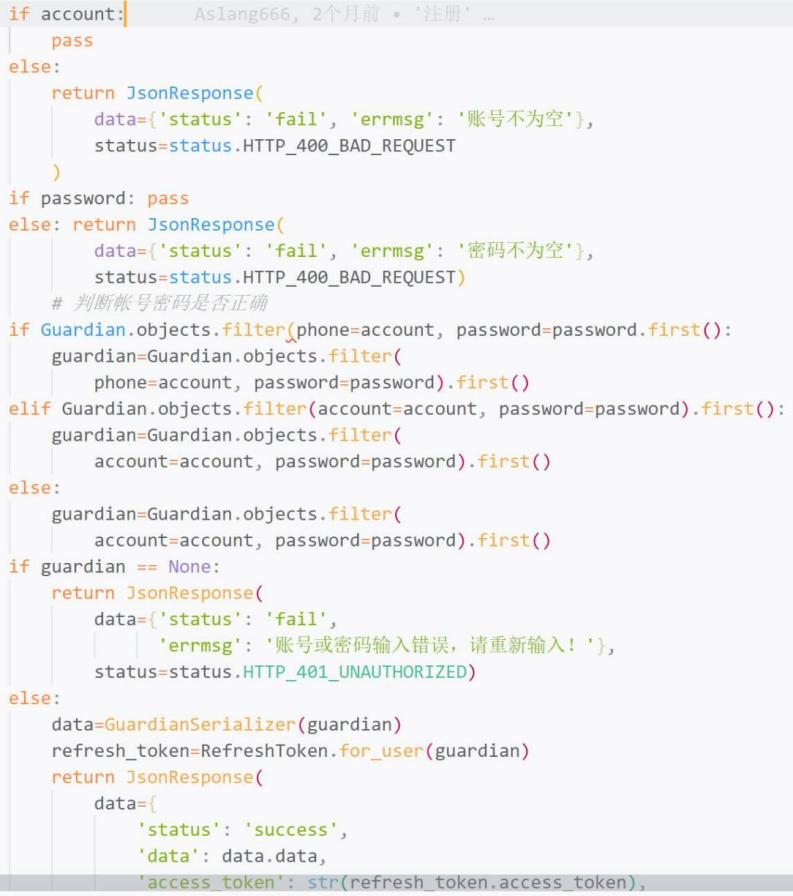 if account: Aslang666, 2个月前 • '注册' …
    pass
else:
    return JsonResponse(
        data={'status': 'fail', 'errmsg': '账号不为空'},
        status=status.HTTP_400_BAD_REQUEST
    )
if password: pass
else: return JsonResponse(
        data={'status': 'fail', 'errmsg': '密码不为空'},
        status=status.HTTP_400_BAD_REQUEST)
    # 判断帐号密码是否正确
if Guardian.objects.filter(phone=account, password=password.first():
    guardian=Guardian.objects.filter(
        phone=account, password=password).first()
elif Guardian.objects.filter(account=account, password=password).first():
    guardian=Guardian.objects.filter(
        account=account, password=password).first()
else:
    guardian=Guardian.objects.filter(
        account=account, password=password).first()
if guardian == None:
    return JsonResponse(
        data={'status': 'fail',
              'errmsg': '账号或密码输入错误，请重新输入！'},
        status=status.HTTP_401_UNAUTHORIZED)
else:
    data=GuardianSerializer(guardian)
    refresh_token=RefreshToken.for_user(guardian)
    return JsonResponse(
        data={
            'status': 'success',
            'data': data.data,
            'access_token': str(refresh_token.access_token),